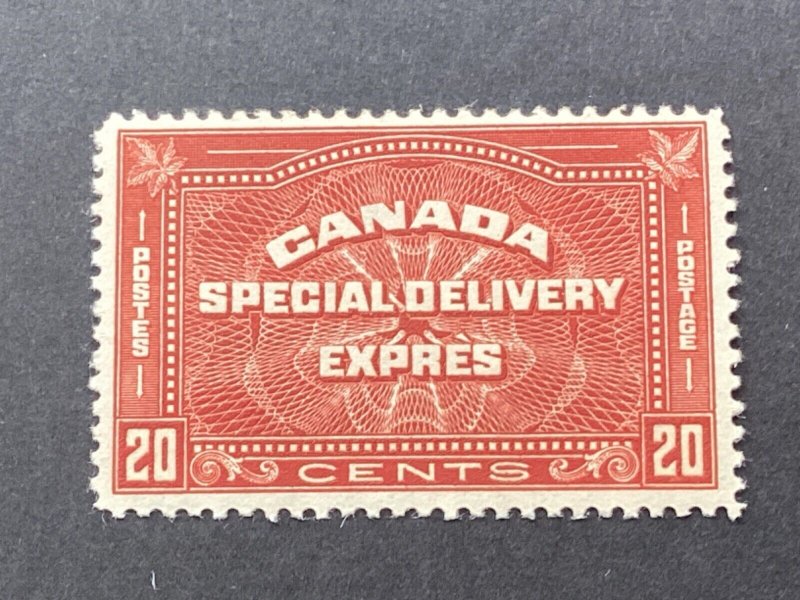 CANADA
SPECIAL DELIVERY
EXPRES
POSTES
POSTAGE
20 CENTS 20